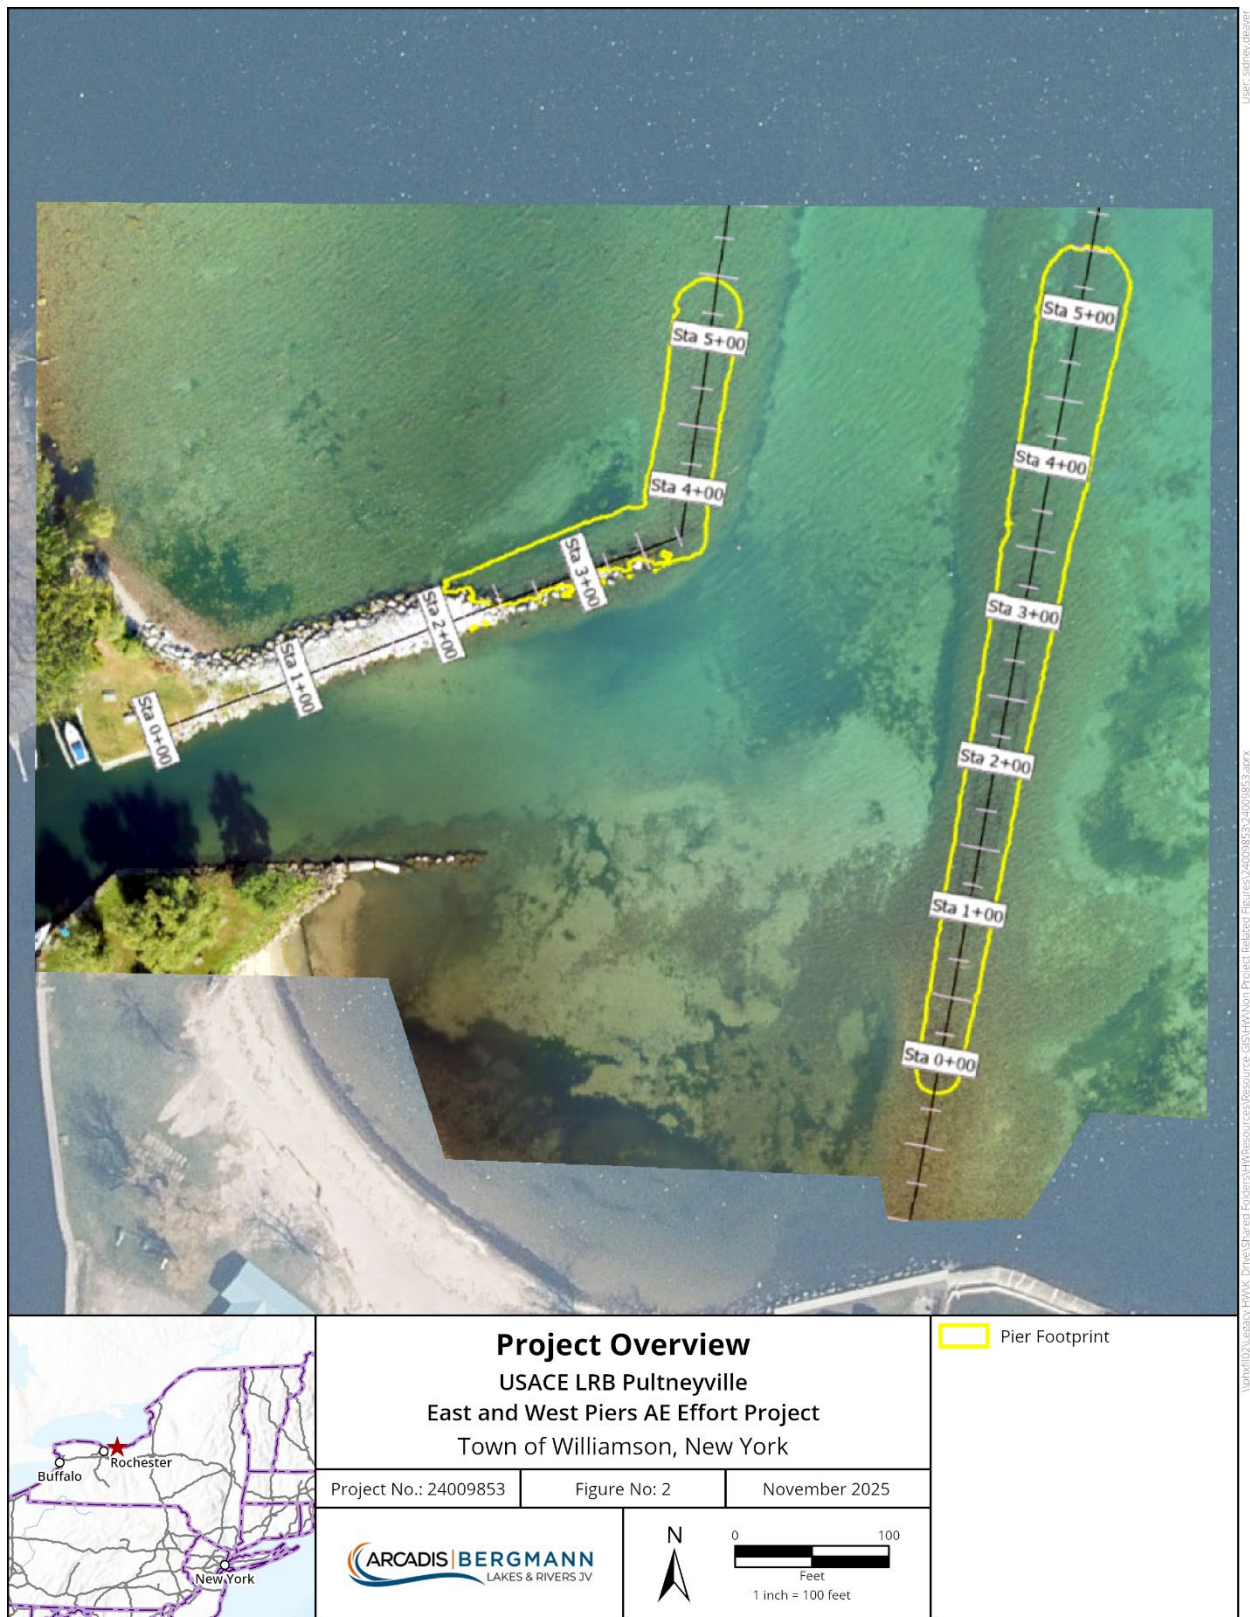 User: sidney.deaver
Sta 5+00
Sta 5+00
Sta 4+00
Sta 4+00
Sta 3+00
Sta 3+00
Sta 2+00
Sta 1+00
Sta 0+00
Sta 2+00
Sta 1+00
Sta 0+00
Project Overview
USACE LRB Pultneyville
East and West Piers AE Effort Project
Town of Williamson, New York
Project No.: 24009853
Figure No: 2
November 2025
ARCADIS | BERGMANN
LAKES & RIVERS JV
N
0 100
Feet
1 inch = 100 feet
Pier Footprint
Rochester
Buffalo
New York